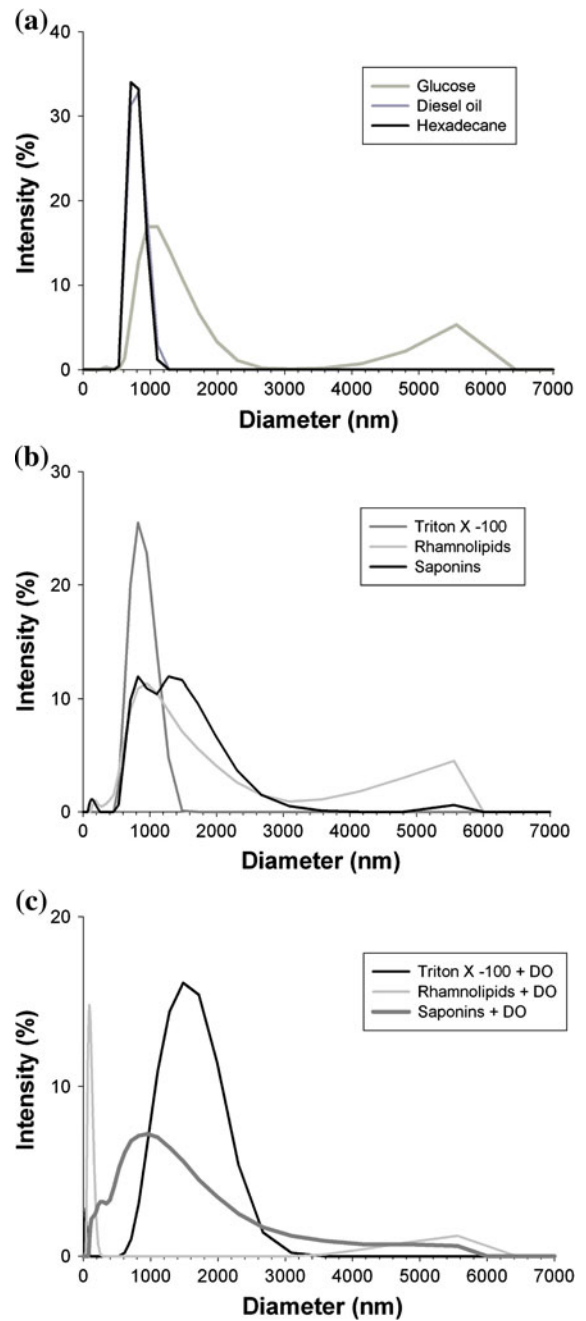 (a)
40
30
20
10
0
Intensity (%)
Glucose
Diesel oil
Hexadecane
0 1000 2000 3000 4000 5000 6000 7000
Diameter (nm)
(b)
30
20
10
0
Intensity (%)
Triton X -100
Rhamnolipids
Saponins
0 1000 2000 3000 4000 5000 6000 7000
Diameter (nm)
(c)
20
10
0
Intensity (%)
Triton X -100 + DO
Rhamnolipids + DO
Saponins + DO
0 1000 2000 3000 4000 5000 6000 7000
Diameter (nm)